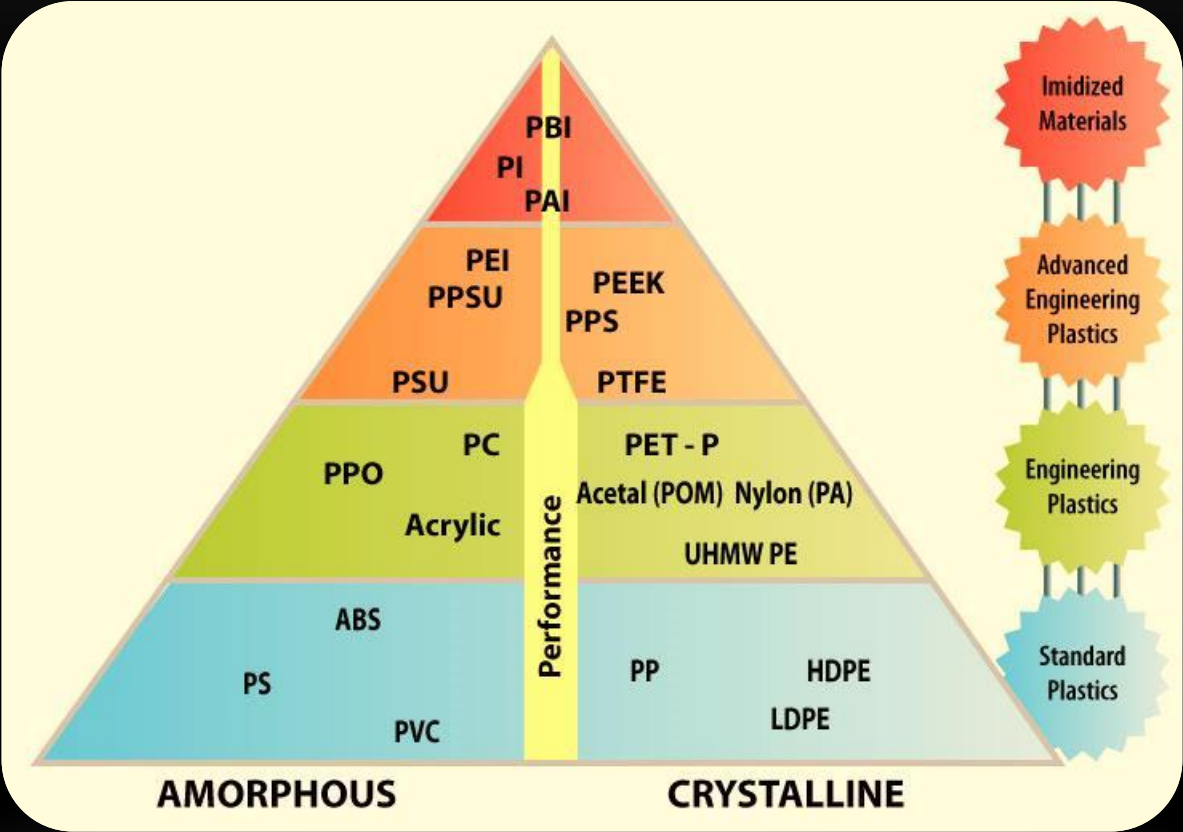 PBI
PI
PAI
PEI
PPSU
PEEK
PPS
PSU
PTFE
PC
PET - P
PPO
Acetal (POM) Nylon (PA)
Acrylic
UHMW PE
Performance
ABS
PS
PP
HDPE
PVC
LDPE
AMORPHOUS
CRYSTALLINE
Imidized
Materials
Advanced
Engineering
Plastics
Engineering
Plastics
Standard
Plastics